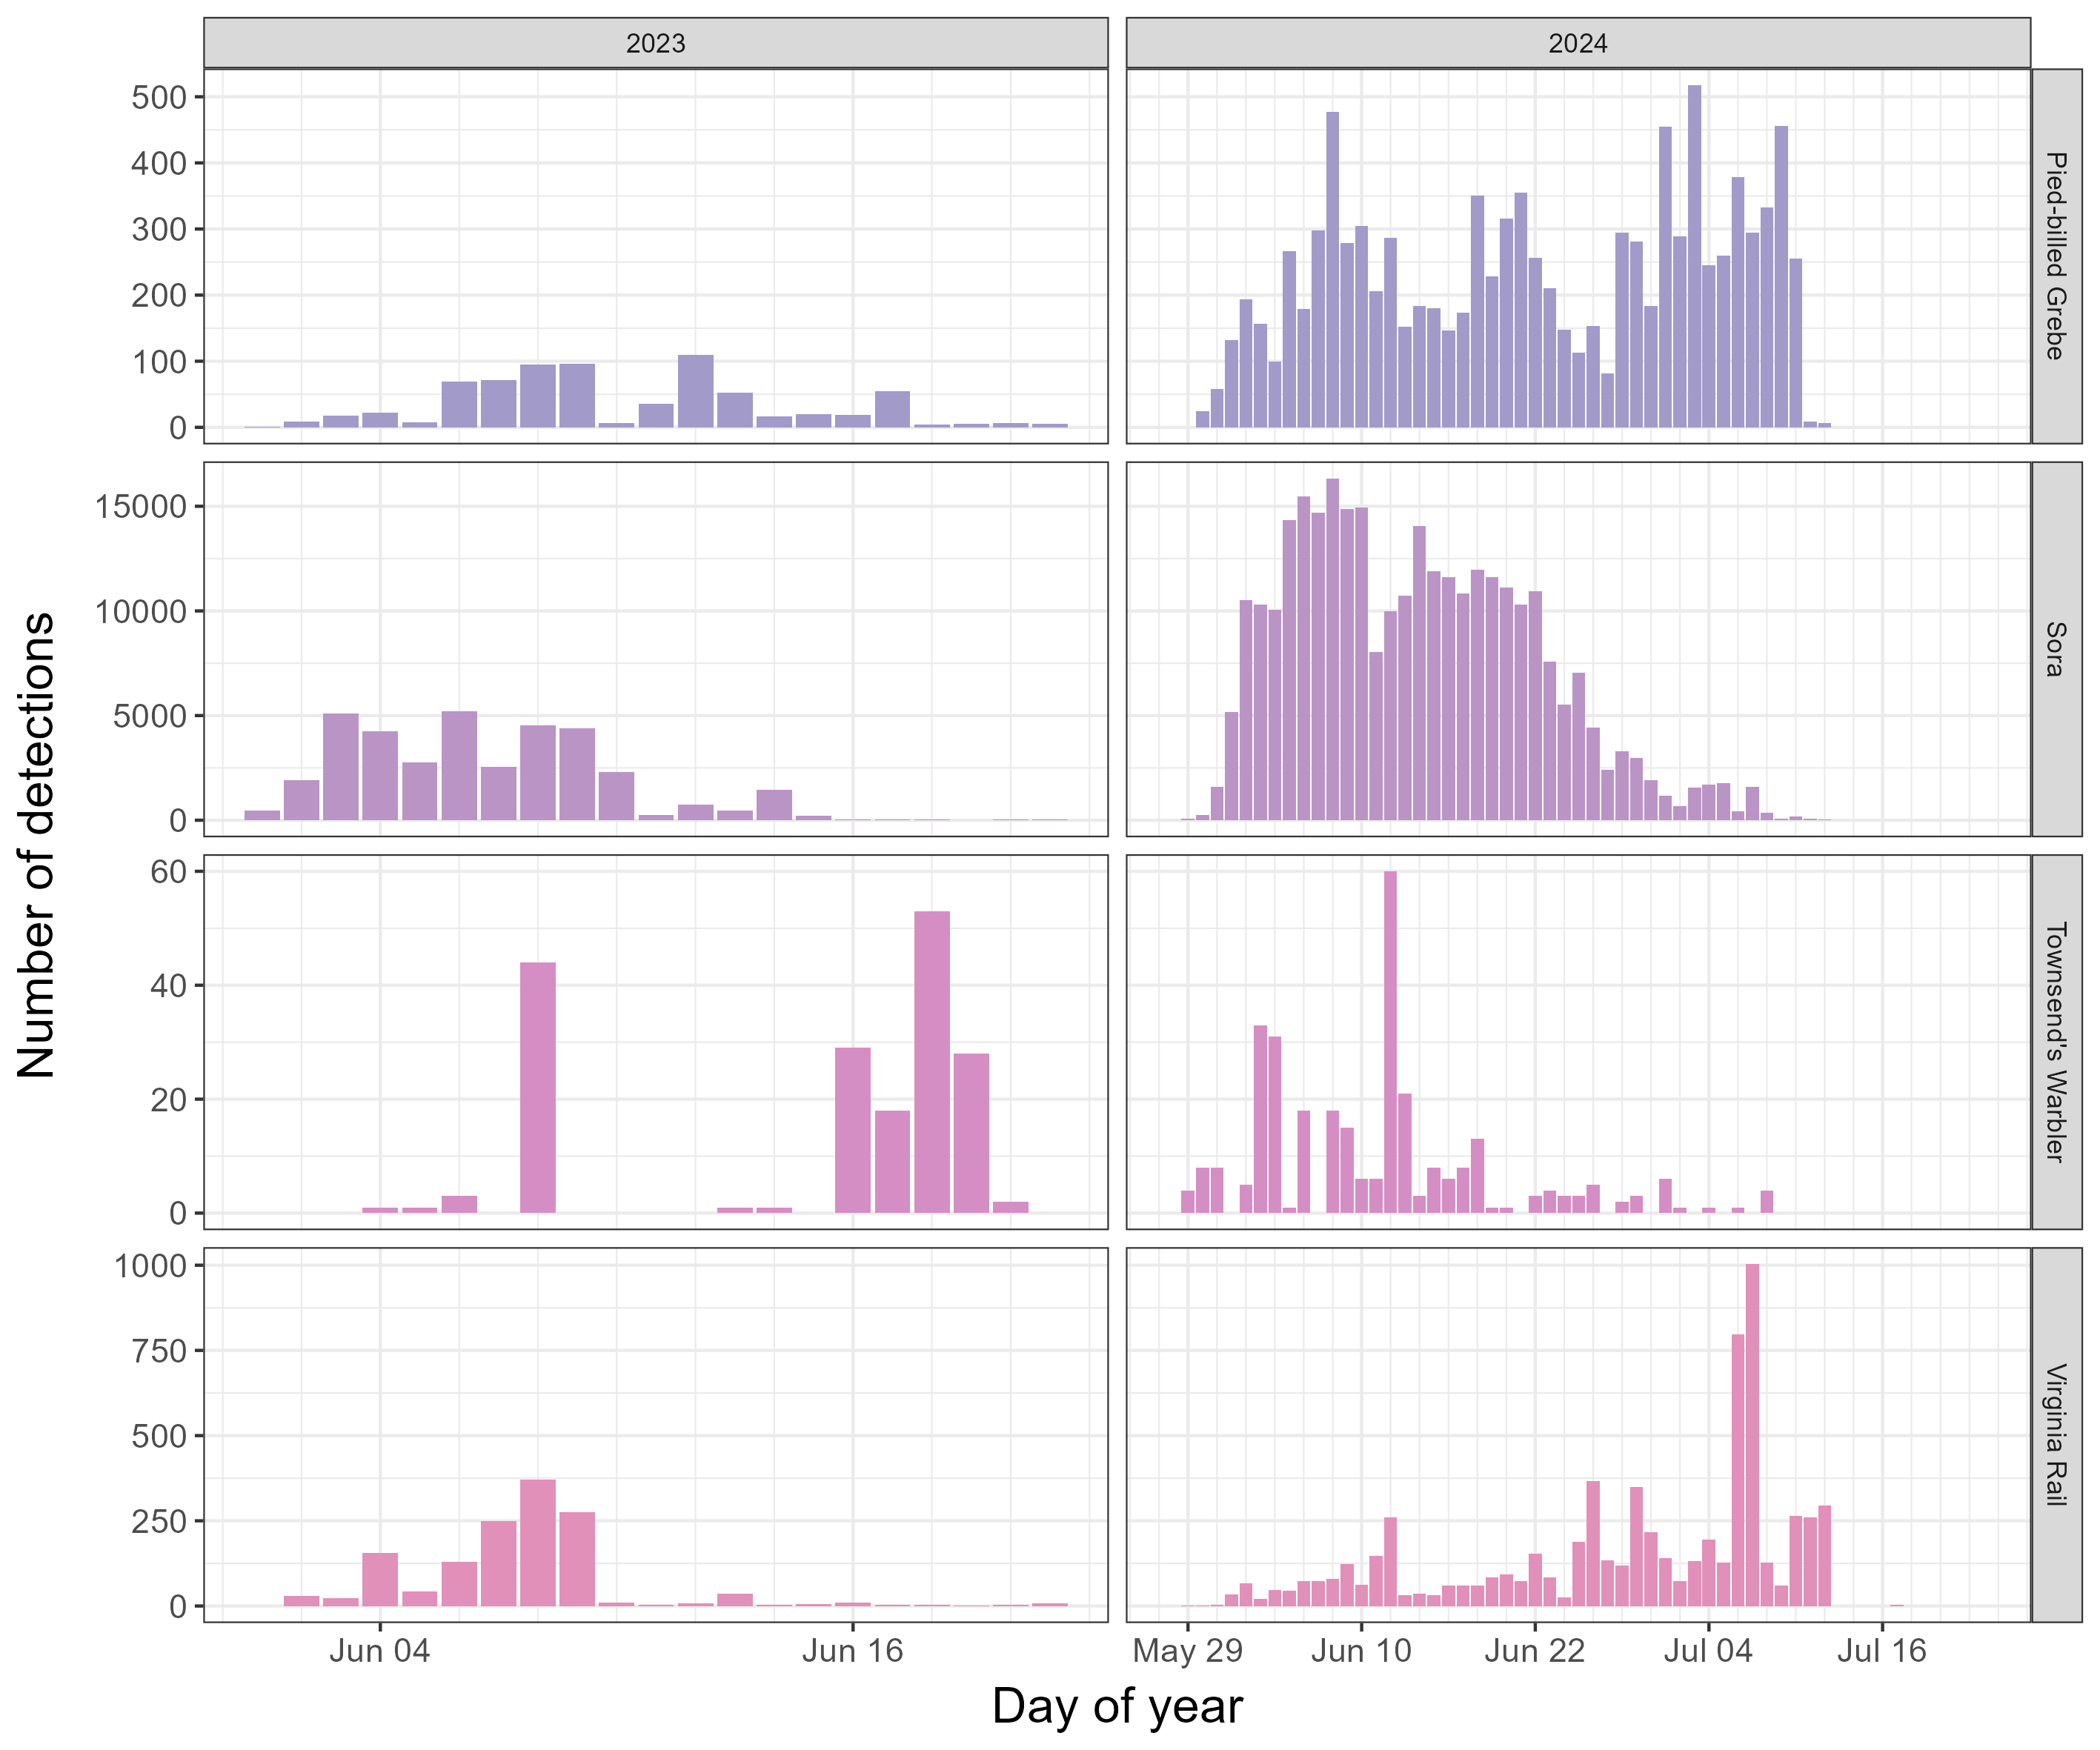 2023
2024
500
400
300
200
100
0
Pied-billed Grebe
15000
10000
5000
0
Sora
60
40
20
0
Townsend's Warbler
1000
750
500
250
0
Virginia Rail
Number of detections
Jun 04
Jun 16
May 29
Jun 10
Jun 22
Jul 04
Jul 16
Day of year